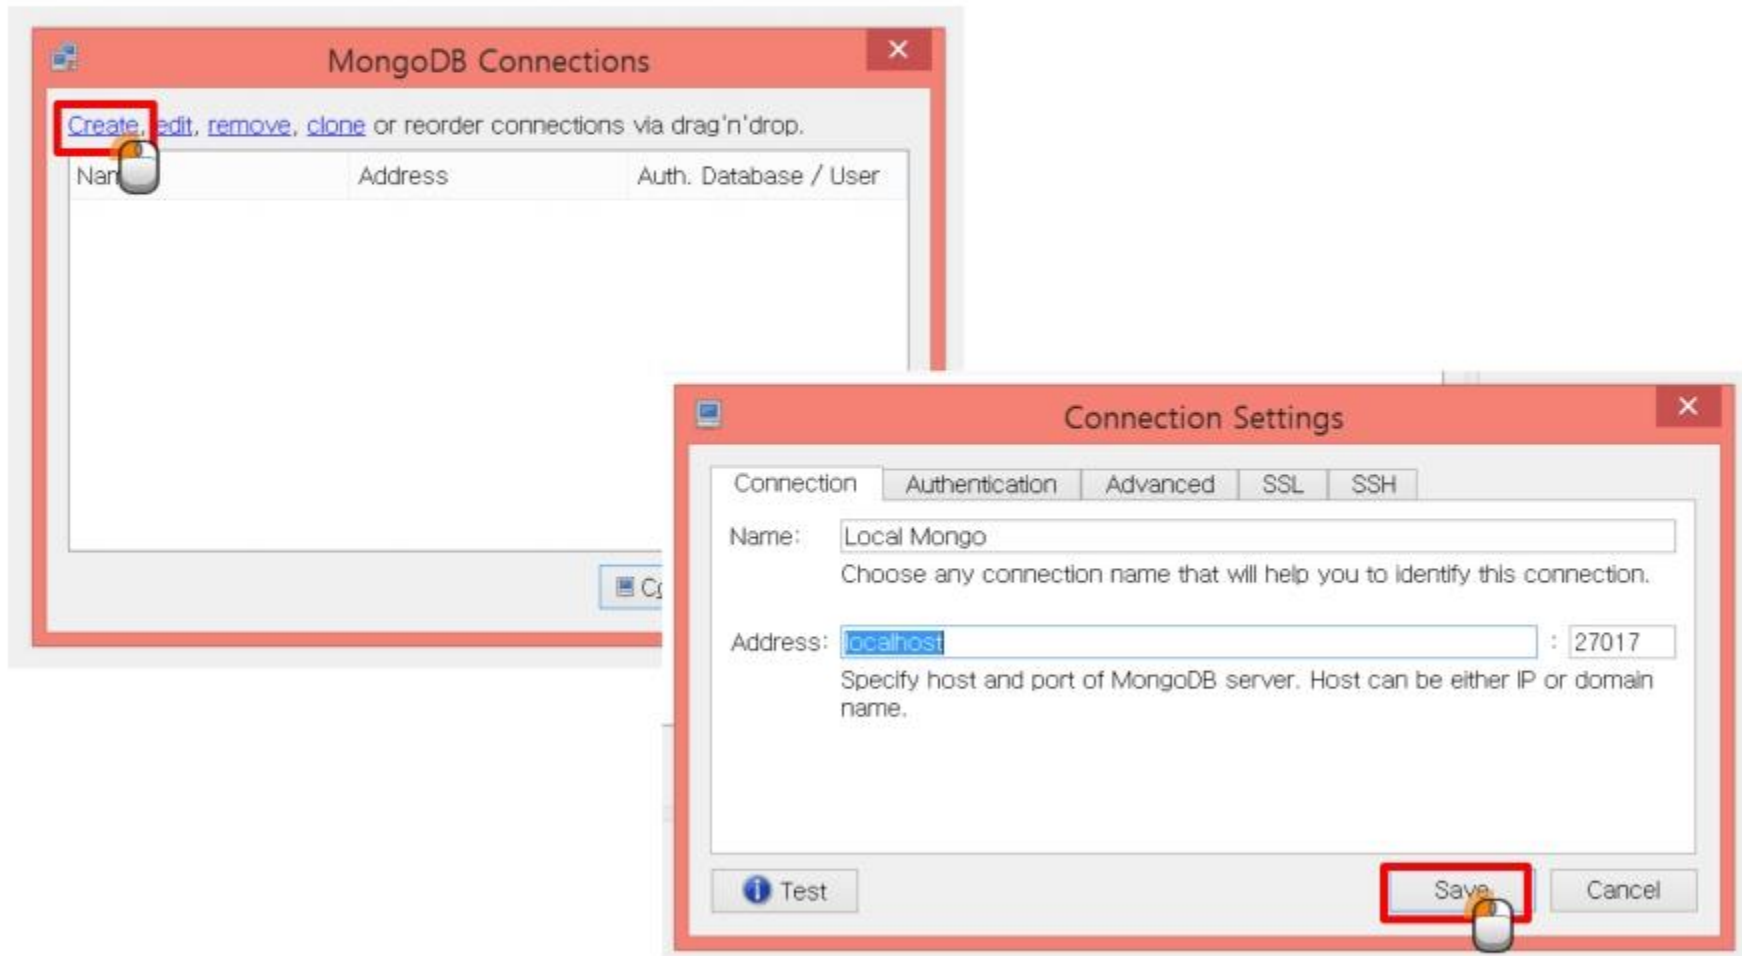 MongoDB Connections
Create, edit, remove, clone or reorder connections via drag'n'drop.
Address Auth. Database / User
Connection Settings
Connection Authentication Advanced SSL SSH
Name: Local Mongo
Choose any connection name that will help you to identify this connection.
Address: localhost : 27017
Specify host and port of MongoDB server. Host can be either IP or domain
name.
Test Save Cancel